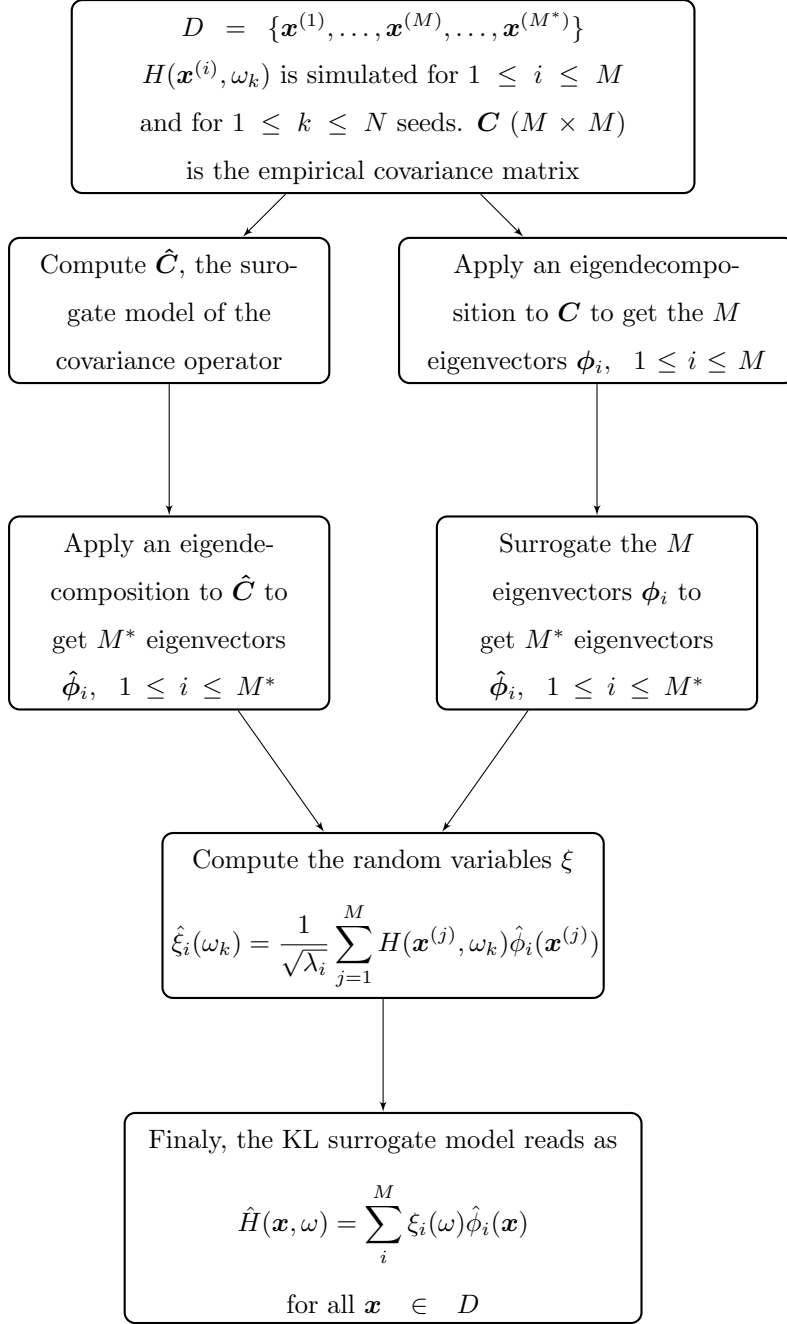 D = {x^(1), . . . , x^(M), . . . , x^(M*)}
H(x^(i), ω_k) is simulated for 1 ≤ i ≤ M
and for 1 ≤ k ≤ N seeds. C (M × M)
is the empirical covariance matrix
Compute Ĉ, the suro-
gate model of the
covariance operator
Apply an eigendecompo-
sition to C to get the M
eigenvectors ϕ_i, 1 ≤ i ≤ M
Apply an eigende-
composition to Ĉ to
get M* eigenvectors
ϕ̂_i, 1 ≤ i ≤ M*
Surrogate the M
eigenvectors ϕ_i to
get M* eigenvectors
ϕ̂_i, 1 ≤ i ≤ M*
Compute the random variables ξ
ξ̂_i(ω_k) = 1/√λ_i ∑_{j=1}^{M} H(x^(j), ω_k)ϕ̂_i(x^(j))
Finaly, the KL surrogate model reads as
Ĥ(x, ω) = ∑_{i}^{M} ξ_i(ω)ϕ̂_i(x)
for all x ∈ D